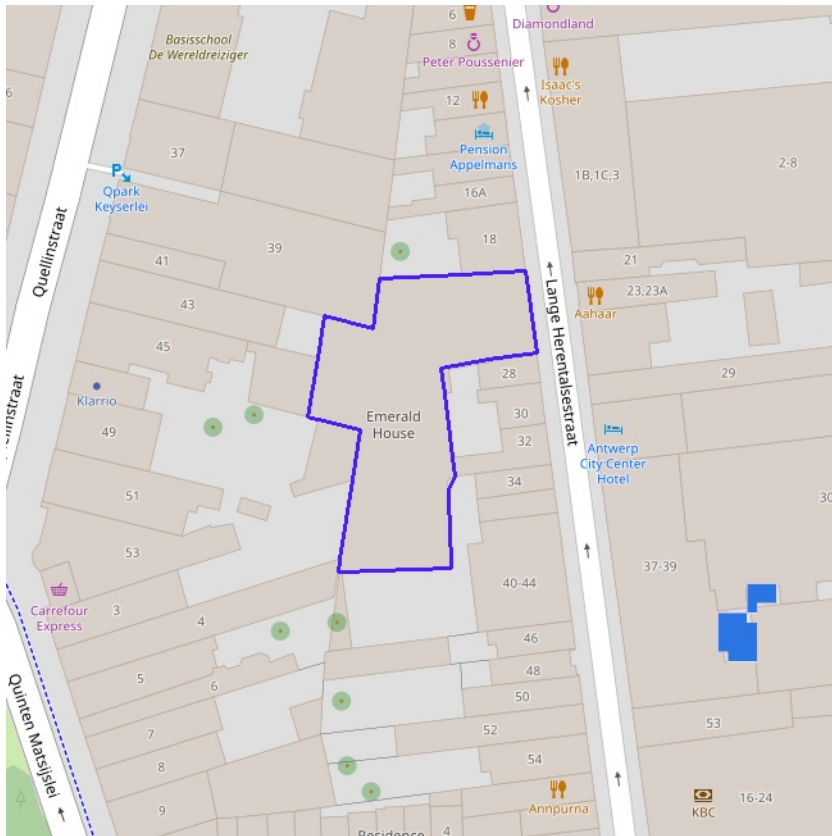 6
Diamondland
Basisschool
De Wereldreiziger
8
Peter Poussenier
Isaac's
Kosher
6
12
37
Pension
Appelmans
2-8
P
Qpark
Keyserlei
1B,1C,3
16A
Quellinstraat
39
18
41
21
43
23,23A
Lange Herentalsestraat
Aahaar
45
28
29
Klarrio
Emerald
House
30
49
32
Antwerp
City Center
Hotel
34
51
30
53
37-39
40-44
3
Carrefour
Express
4
46
5
48
6
50
Quinten Matsijslei
7
52
53
8
54
9
Annpurna
KBC
16-24
Residence
4